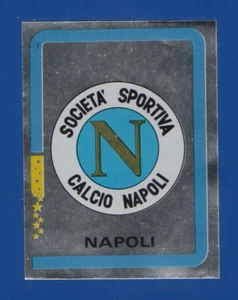 SOCIETA' SPORTIVA
N
CALCIO NAPOLI
NAPOLI